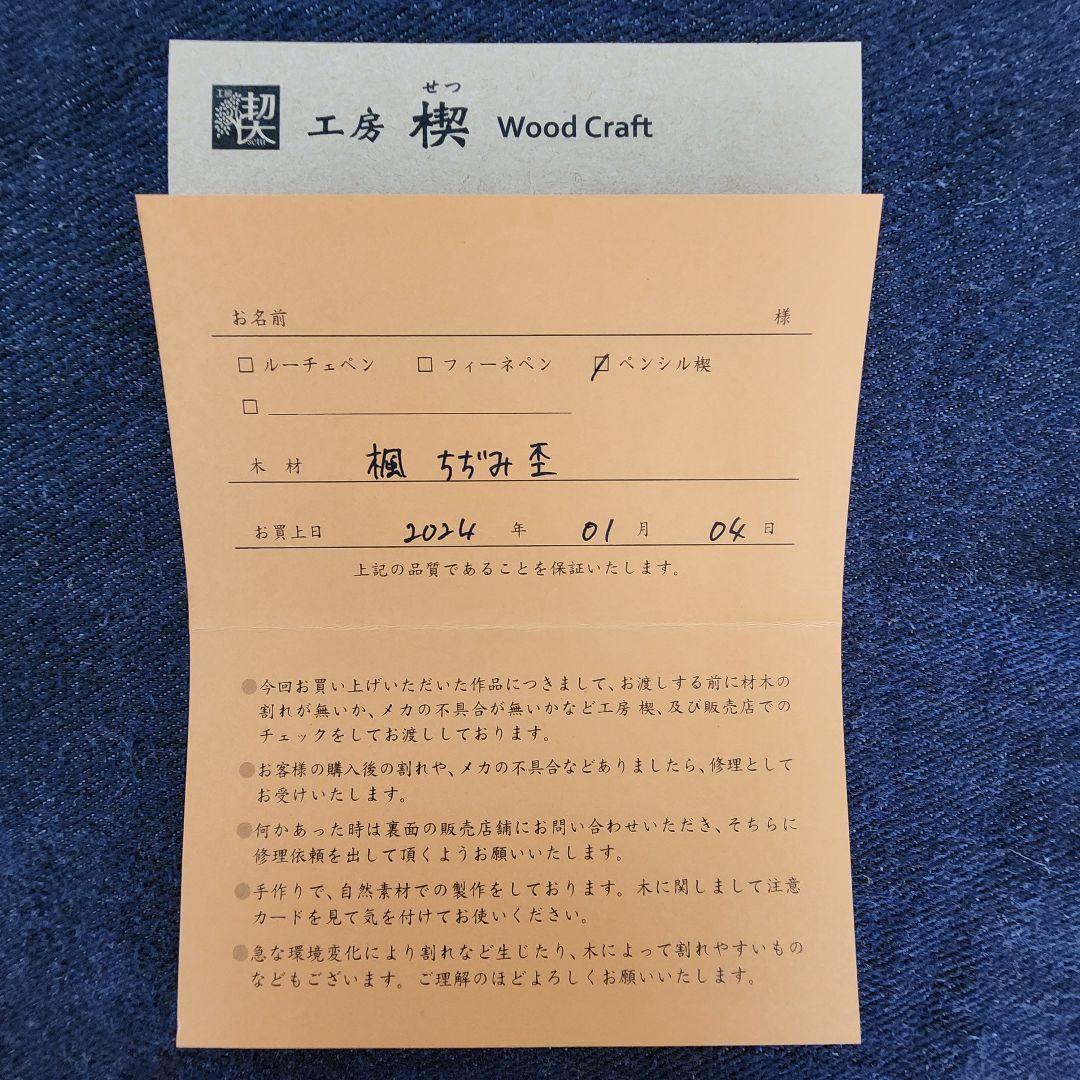 工房
楔
setu
せつ
工房 楔 Wood Craft
お名前 様
□ ルーチェペン □ フィーネペン ☑ ペンシル楔
□
木材 楓 ちぢみ杢
お買上日 2024 年 01 月 04 日
上記の品質であることを保証いたします。
●今回お買い上げいただいた作品につきまして、お渡しする前に材木の
割れが無いか、メカの不具合が無いかなど工房 楔、及び販売店での
チェックをしてお渡ししております。
●お客様の購入後の割れや、メカの不具合などありましたら、修理として
お受けいたします。
●何かあった時は裏面の販売店舗にお問い合わせいただき、そちらに
修理依頼を出して頂くようお願いいたします。
●手作りで、自然素材での製作をしております。木に関しまして注意
カードを見て気を付けてお使いください。
●急な環境変化により割れなど生じたり、木によって割れやすいもの
などもございます。ご理解のほどよろしくお願いいたします。